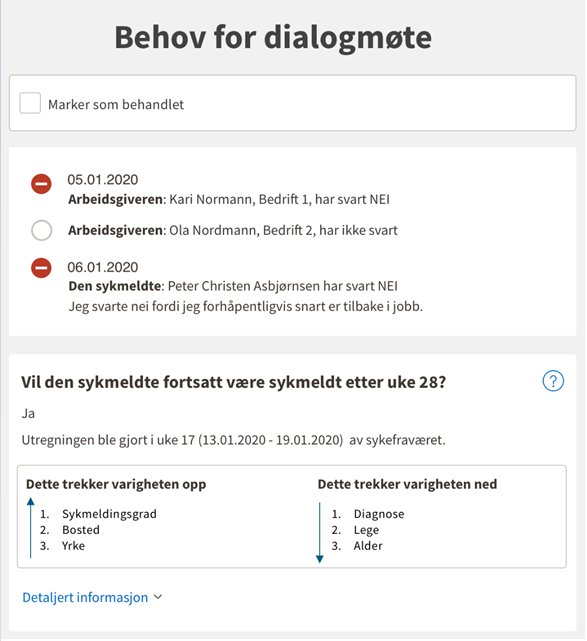 Behov for dialogmøte
Marker som behandlet
05.01.2020
Arbeidsgiveren: Kari Normann, Bedrift 1, har svart NEI
Arbeidsgiveren: Ola Nordmann, Bedrift 2, har ikke svart
06.01.2020
Den sykmeldte: Peter Christen Asbjørnsen har svart NEI
Jeg svarte nei fordi jeg forhåpentligvis snart er tilbake i jobb.
Vil den sykmeldte fortsatt være sykmeldt etter uke 28?
?
Ja
Utregningen ble gjort i uke 17 (13.01.2020 - 19.01.2020) av sykefraværet.
Dette trekker varigheten opp
1. Sykmeldingsgrad
2. Bosted
3. Yrke
Dette trekker varigheten ned
1. Diagnose
2. Lege
3. Alder
Detaljert informasjon